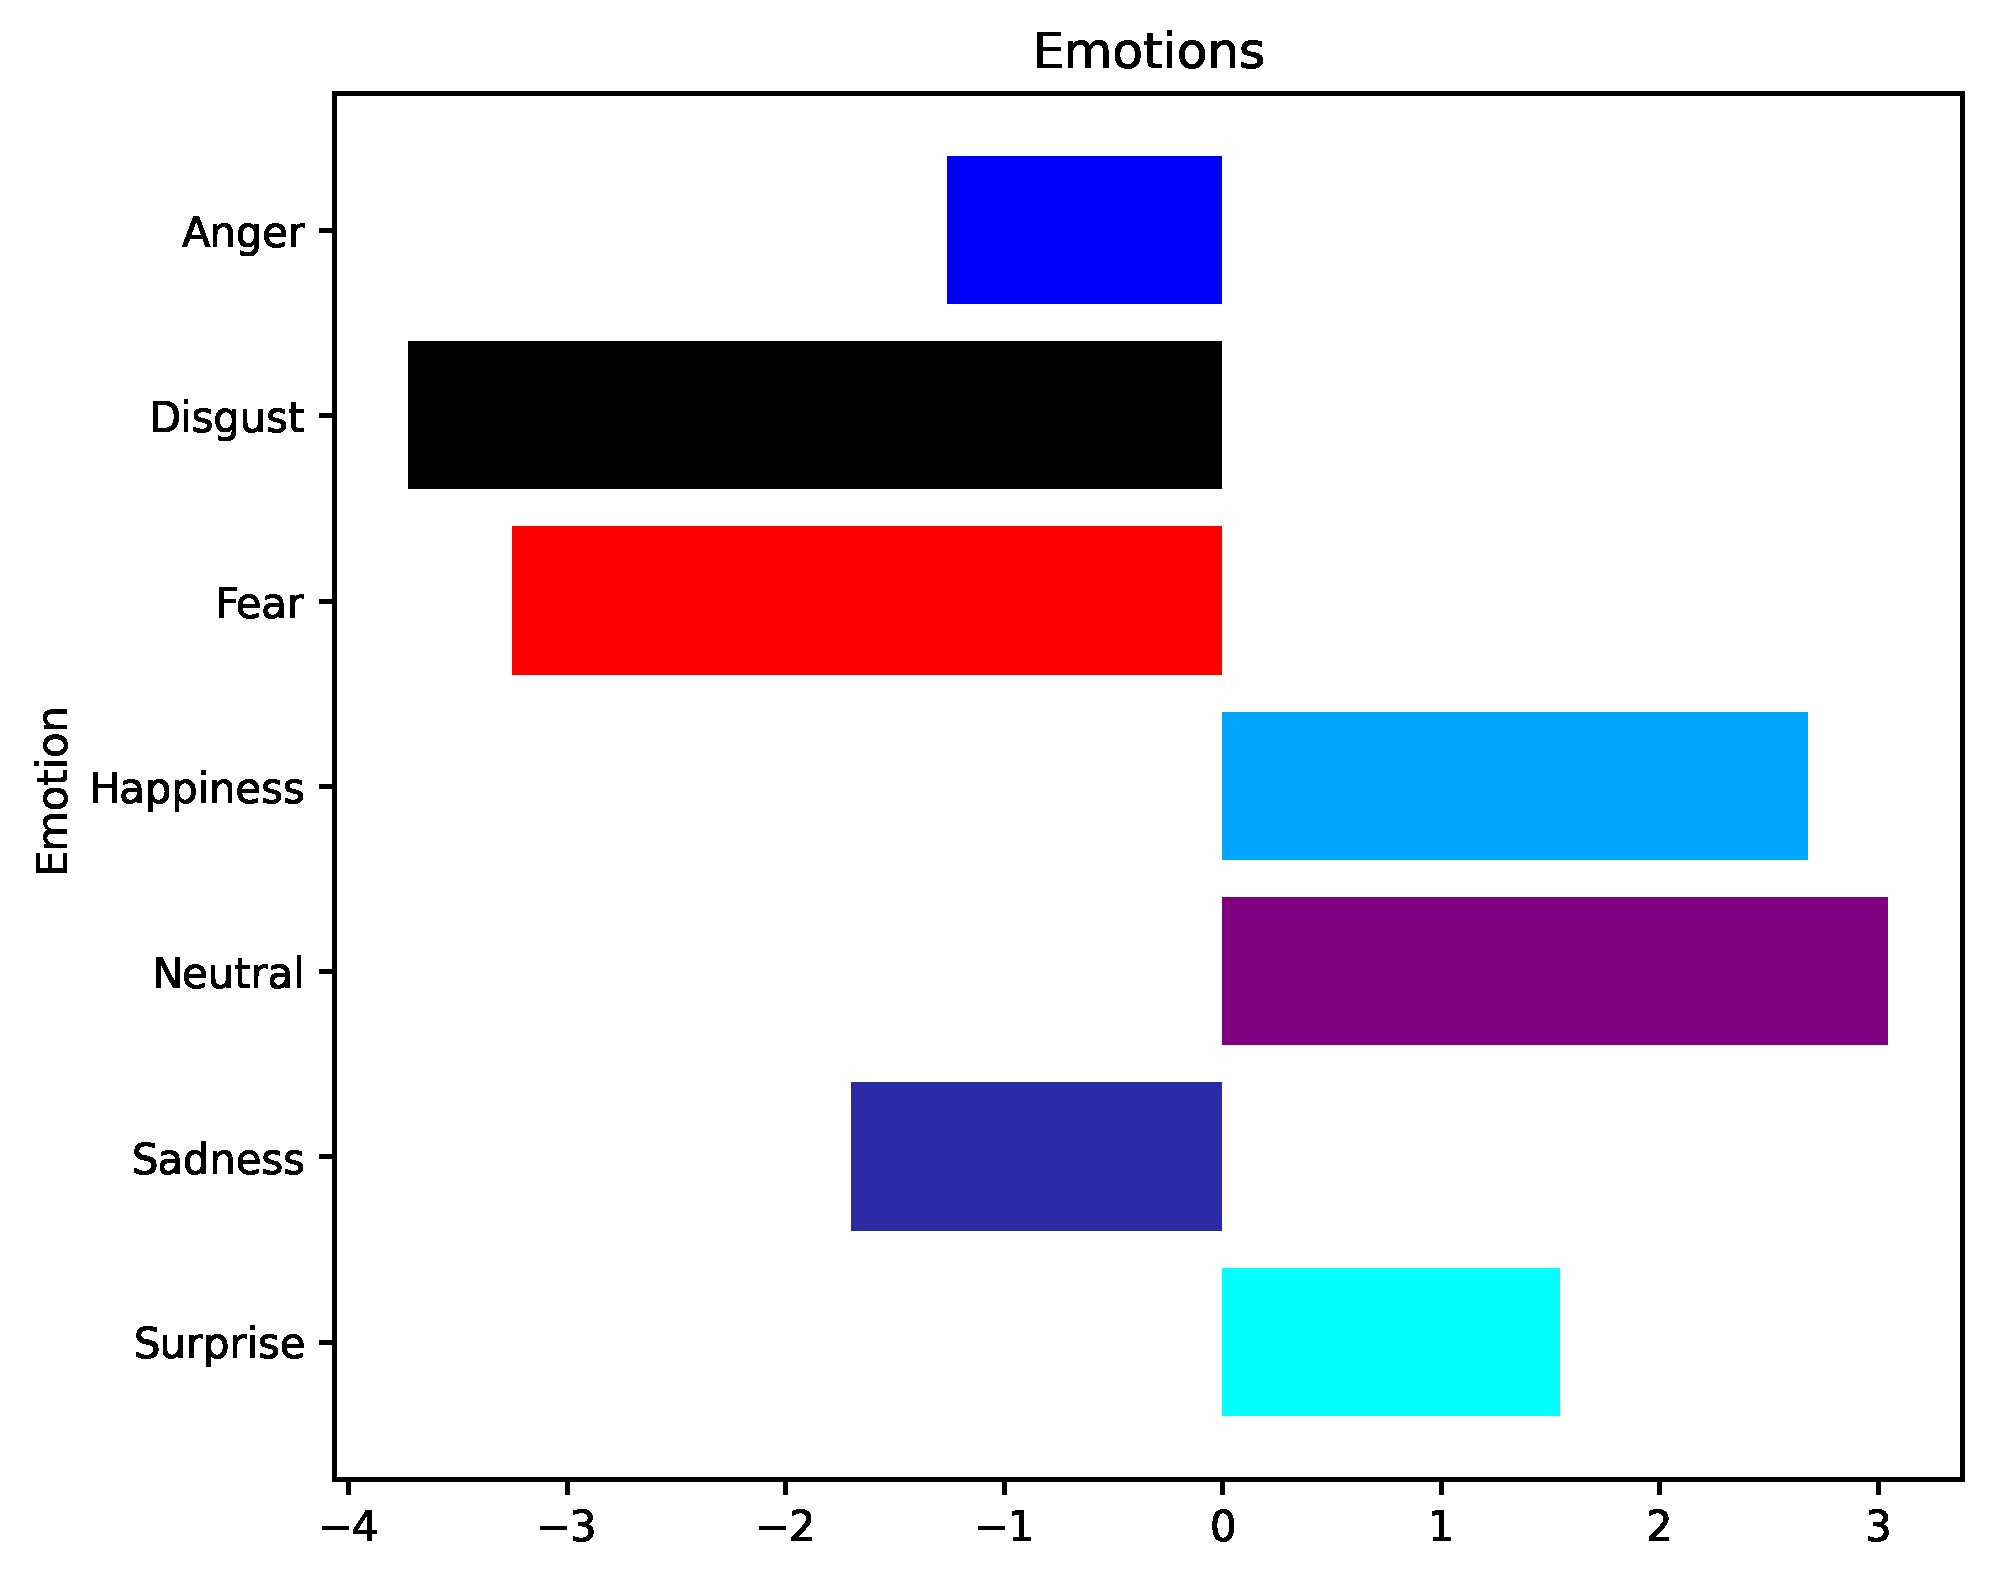 Emotions
Emotion
Anger
Disgust
Fear
Happiness
Neutral
Sadness
Surprise
−4 −3 −2 −1 0 1 2 3